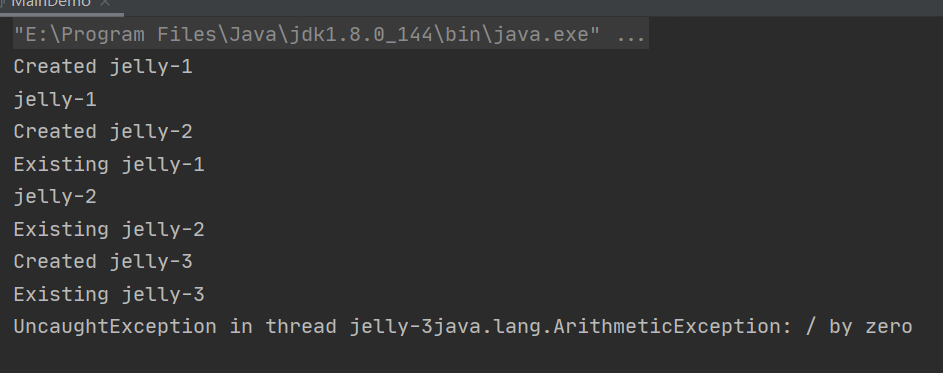 MainDemo ×
"E:\Program Files\Java\jdk1.8.0_144\bin\java.exe" ...
Created jelly-1
jelly-1
Created jelly-2
Existing jelly-1
jelly-2
Existing jelly-2
Created jelly-3
Existing jelly-3
UncaughtException in thread jelly-3java.lang.ArithmeticException: / by zero